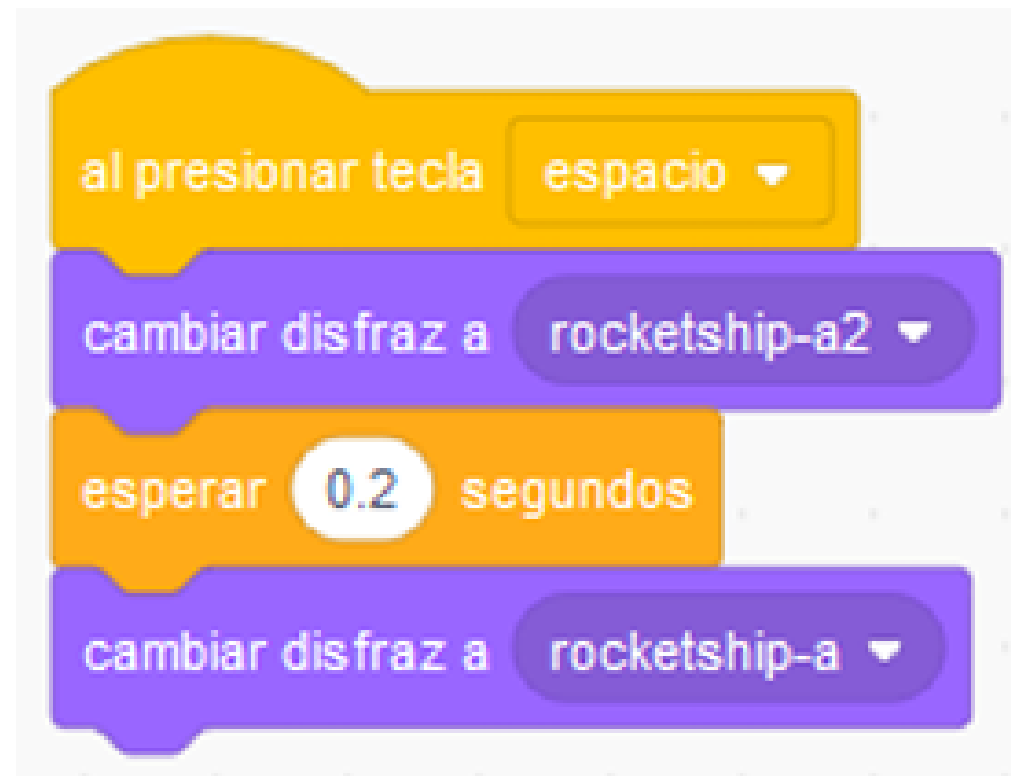 al presionar tecla espacio
cambiar disfraz a rocketship-a2
esperar 0.2 segundos
cambiar disfraz a rocketship-a